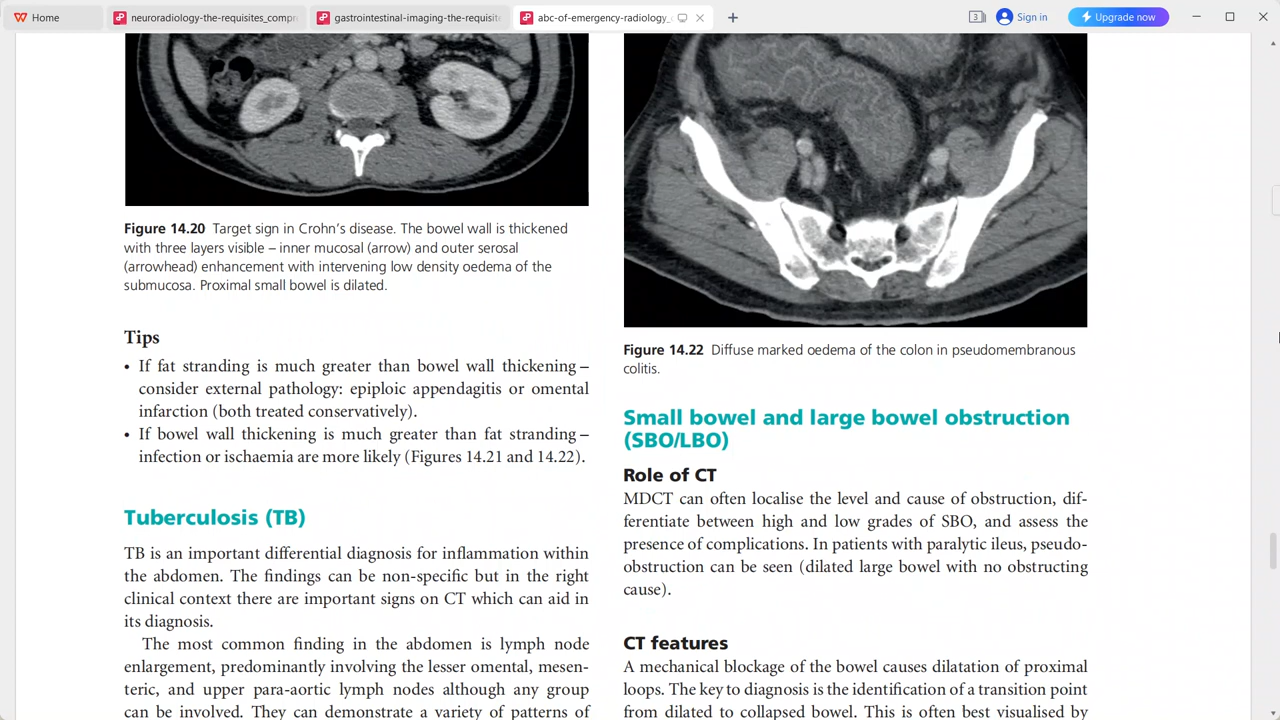 Home
neuroradiology-the-requisites_compr
gastrointestinal-imaging-the-requisite
abc-of-emergency-radiology_
3
Sign in
Upgrade now
Figure 14.20 Target sign in Crohn’s disease. The bowel wall is thickened
with three layers visible – inner mucosal (arrow) and outer serosal
(arrowhead) enhancement with intervening low density oedema of the
submucosa. Proximal small bowel is dilated.
Tips
• If fat stranding is much greater than bowel wall thickening –
consider external pathology: epiploic appendagitis or omental
infarction (both treated conservatively).
• If bowel wall thickening is much greater than fat stranding –
infection or ischaemia are more likely (Figures 14.21 and 14.22).
Tuberculosis (TB)
TB is an important differential diagnosis for inflammation within
the abdomen. The findings can be non-specific but in the right
clinical context there are important signs on CT which can aid in
its diagnosis.
The most common finding in the abdomen is lymph node
enlargement, predominantly involving the lesser omental, mesen-
teric, and upper para-aortic lymph nodes although any group
can be involved. They can demonstrate a variety of patterns of
Figure 14.22 Diffuse marked oedema of the colon in pseudomembranous
colitis.
Small bowel and large bowel obstruction
(SBO/LBO)
Role of CT
MDCT can often localise the level and cause of obstruction, dif-
ferentiate between high and low grades of SBO, and assess the
presence of complications. In patients with paralytic ileus, pseudo-
obstruction can be seen (dilated large bowel with no obstructing
cause).
CT features
A mechanical blockage of the bowel causes dilatation of proximal
loops. The key to diagnosis is the identification of a transition point
from dilated to collapsed bowel. This is often best visualised by